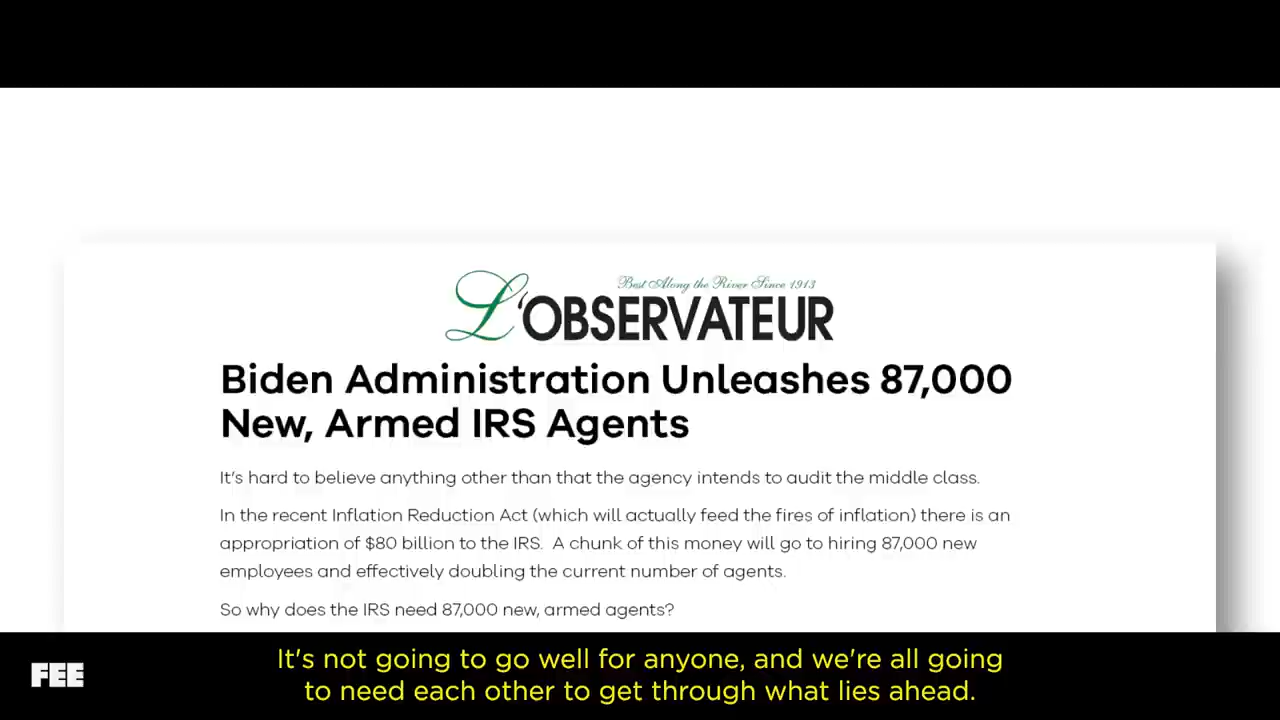 Best Along the River Since 1913
L'OBSERVATEUR
Biden Administration Unleashes 87,000
New, Armed IRS Agents
It's hard to believe anything other than that the agency intends to audit the middle class.
In the recent Inflation Reduction Act (which will actually feed the fires of inflation) there is an
appropriation of $80 billion to the IRS.  A chunk of this money will go to hiring 87,000 new
employees and effectively doubling the current number of agents.
So why does the IRS need 87,000 new, armed agents?
FEE
It's not going to go well for anyone, and we're all going
to need each other to get through what lies ahead.